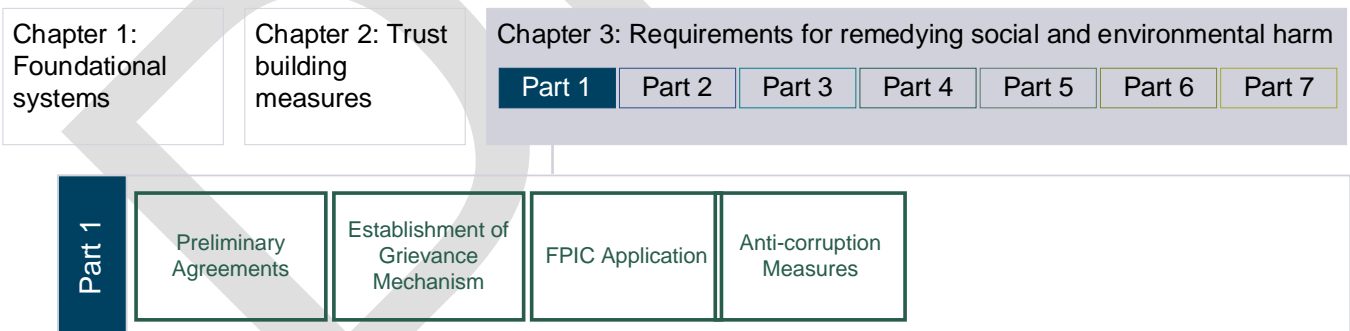 Chapter 1:
Foundational
systems
Chapter 2: Trust
building
measures
Chapter 3: Requirements for remedying social and environmental harm
Part 1
Part 2
Part 3
Part 4
Part 5
Part 6
Part 7
Part 1
Preliminary
Agreements
Establishment of
Grievance
Mechanism
FPIC Application
Anti-corruption
Measures